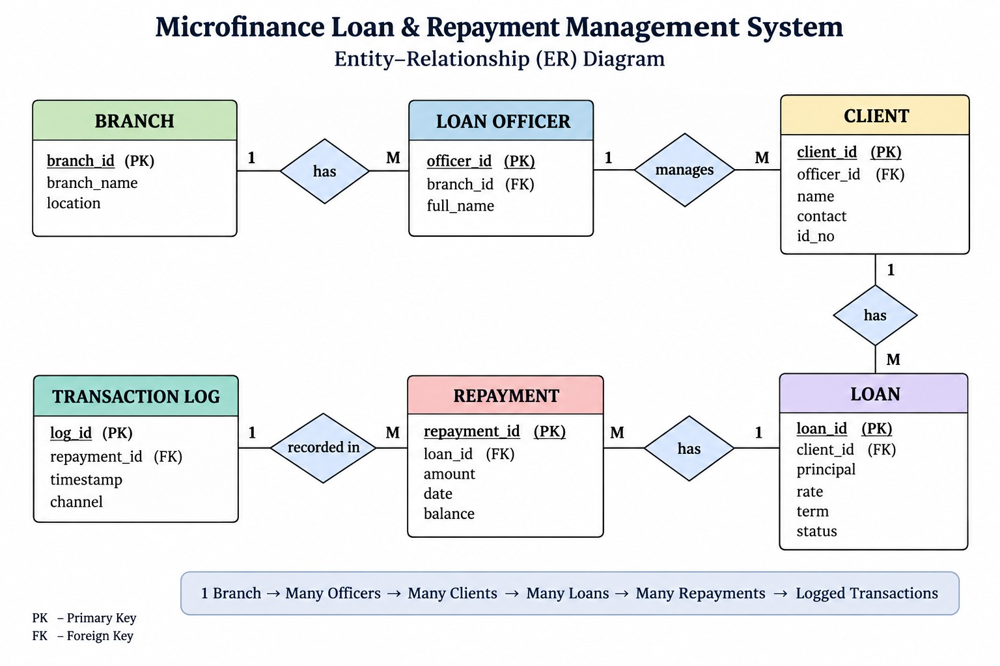 Microfinance Loan & Repayment Management System
Entity–Relationship (ER) Diagram
BRANCH
branch_id (PK)
branch_name
location
1
has
M
LOAN OFFICER
officer_id (PK)
branch_id (FK)
full_name
1
manages
M
CLIENT
client_id (PK)
officer_id (FK)
name
contact
id_no
1
has
M
LOAN
loan_id (PK)
client_id (FK)
principal
rate
term
status
1
has
M
REPAYMENT
repayment_id (PK)
loan_id (FK)
amount
date
balance
M
recorded in
1
TRANSACTION LOG
log_id (PK)
repayment_id (FK)
timestamp
channel
1 Branch → Many Officers → Many Clients → Many Loans → Many Repayments → Logged Transactions
PK – Primary Key
FK – Foreign Key